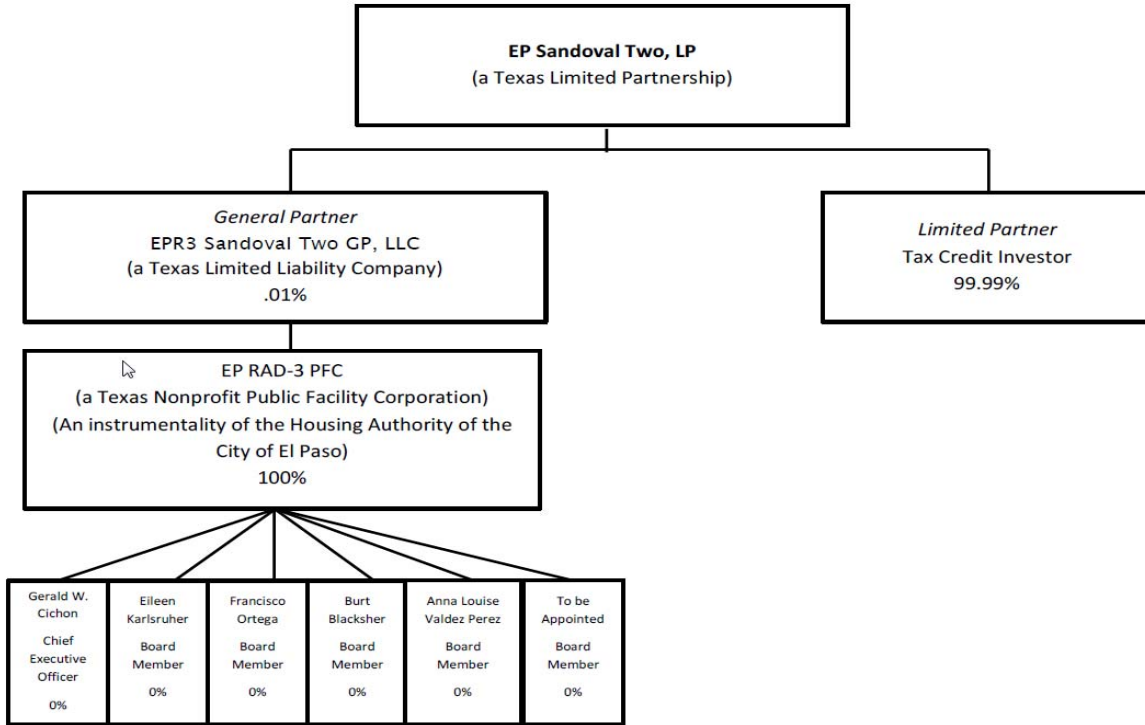 EP Sandoval Two, LP
(a Texas Limited Partnership)
General Partner
EPR3 Sandoval Two GP, LLC
(a Texas Limited Liability Company)
.01%
Limited Partner
Tax Credit Investor
99.99%
EP RAD-3 PFC
(a Texas Nonprofit Public Facility Corporation)
(An instrumentality of the Housing Authority of the
City of El Paso)
100%
Gerald W.
Cichon
Chief
Executive
Officer
0%
Eileen
Karlsruher
Board
Member
0%
Francisco
Ortega
Board
Member
0%
Burt
Blacksher
Board
Member
0%
Anna Louise
Valdez Perez
Board
Member
0%
To be
Appointed
Board
Member
0%